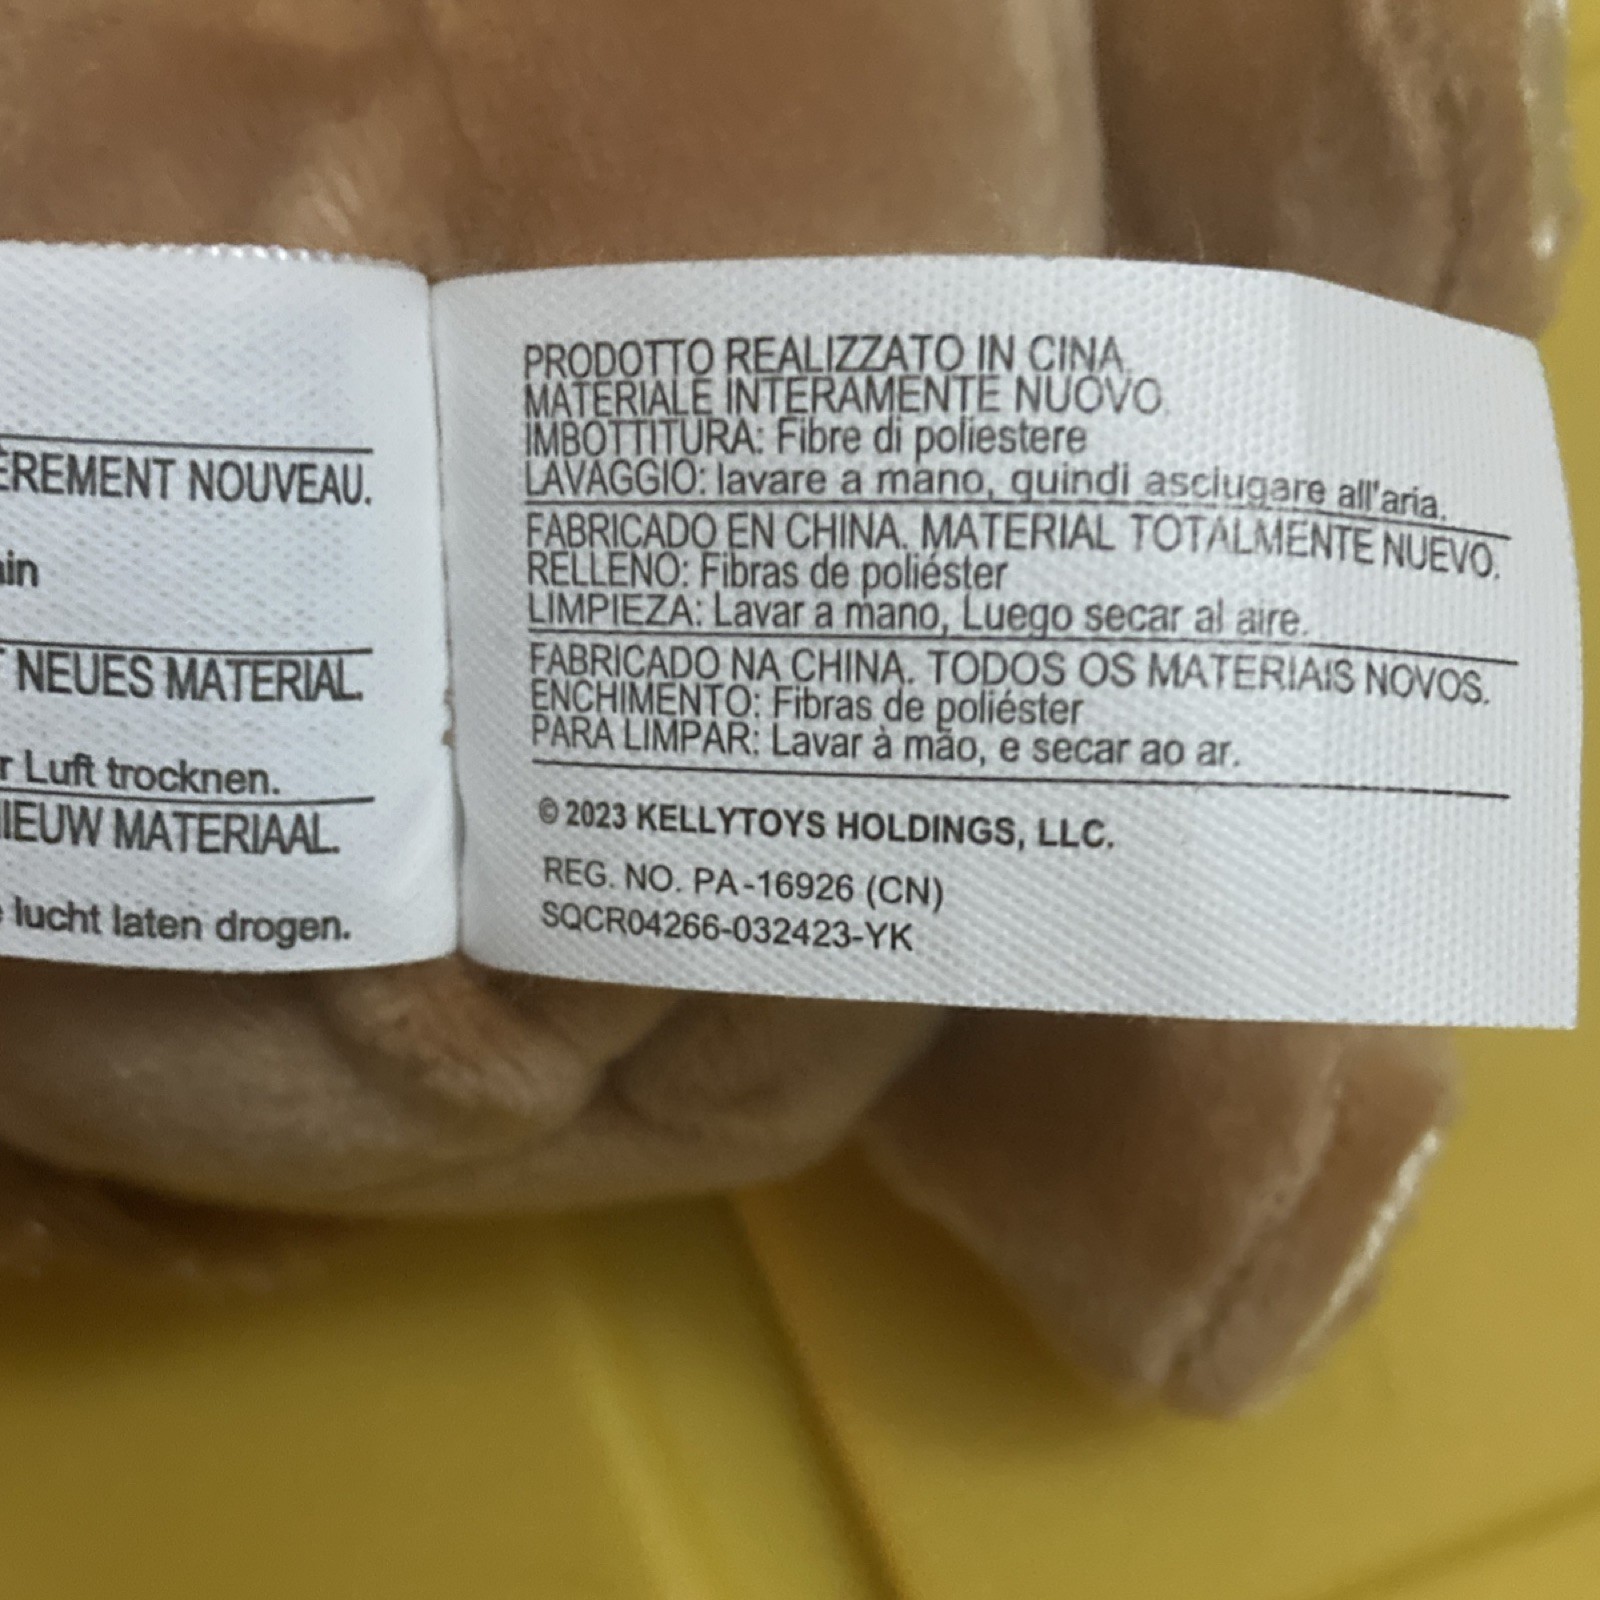 NOUVEAU.
NEUES MATERIAL.
Luft trocknen.
MATERIAAL.
lucht laten drogen.
PRODOTTO REALIZZATO IN CINA.
MATERIALE INTERAMENTE NUOVO.
IMBOTTITURA: Fibre di poliestere
LAVAGGIO: lavare a mano, quindi asciugare all'aria.
FABRICADO EN CHINA. MATERIAL TOTALMENTE NUEVO.
RELLENO: Fibras de poliéster
LIMPIEZA: Lavar a mano, Luego secar al aire.
FABRICADO NA CHINA. TODOS OS MATERIAIS NOVOS.
ENCHIMENTO: Fibras de poliéster
PARA LIMPAR: Lavar à mão, e secar ao ar.
© 2023 KELLYTOYS HOLDINGS, LLC.
REG. NO. PA-16926 (CN)
SQCR04266-032423-YK